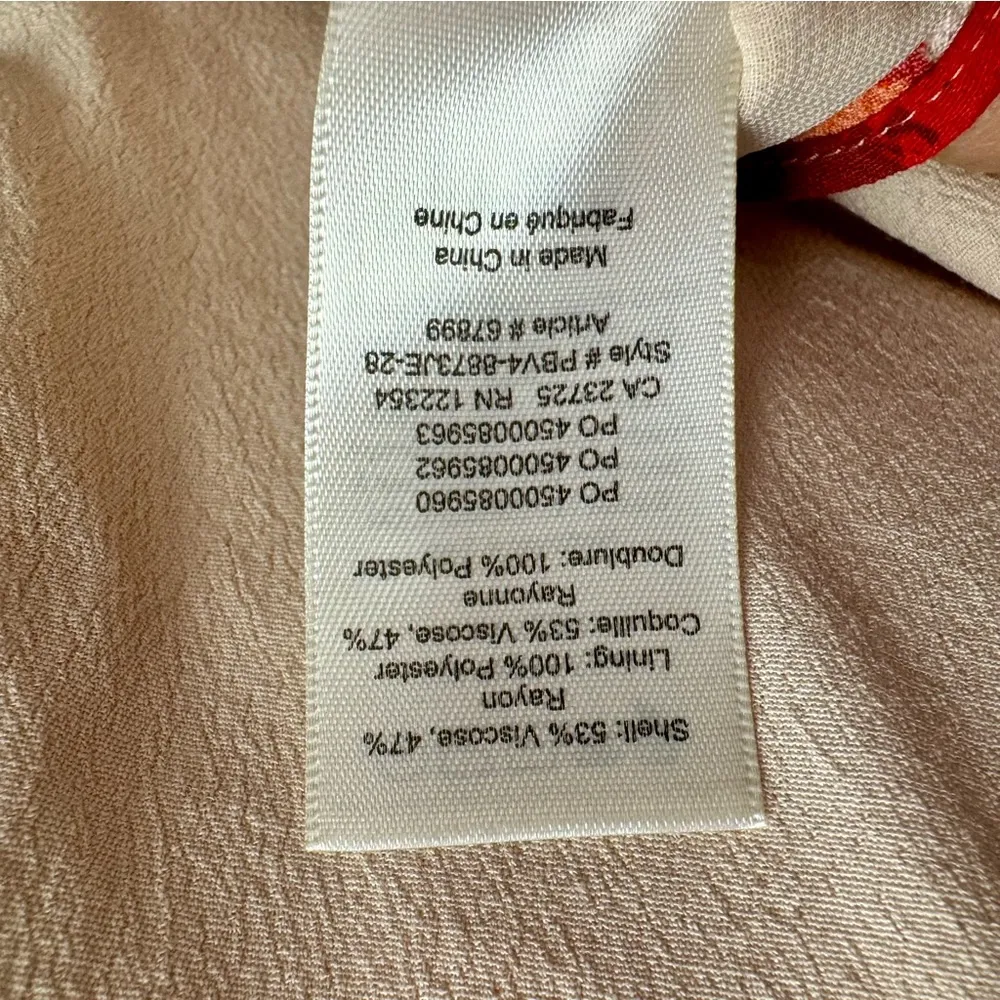 Shell: 53% Viscose, 47%
Rayon
Lining: 100% Polyester
Coquille: 53% Viscose, 47%
Rayonne
Doublure: 100% Polyester
PO 4500085960
PO 4500085962
PO 4500085963
CA 23725 RN 122354
Style # PBV4-8873JE-28
Article # 67899
Made in China
Fabriqué en Chine